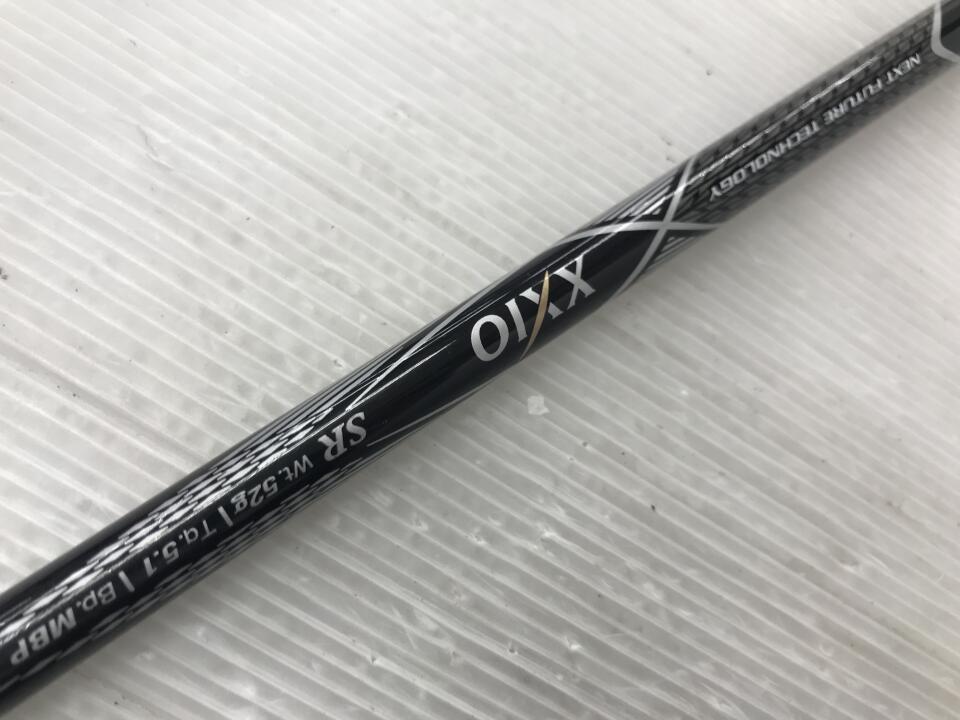 NEXT FUTURE TECHNOLOGY
XXIO
SR Wt.52g \ Tq.5.1 \ Bp.MBP